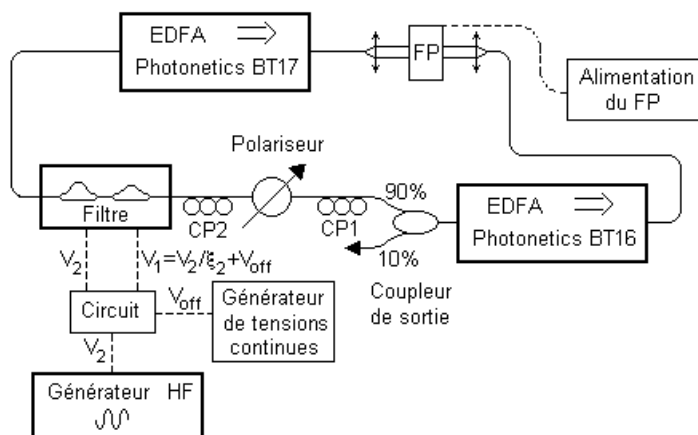 EDFA ⇒
Photonetics BT17
FP
Alimentation
du FP
Polariseur
Filtre
CP2
CP1
90%
10%
EDFA ⇒
Photonetics BT16
Coupleur
de sortie
V₂
V₁=V₂/ξ₂+Voff
Circuit
Voff
Générateur
de tensions
continues
V₂
Générateur HF